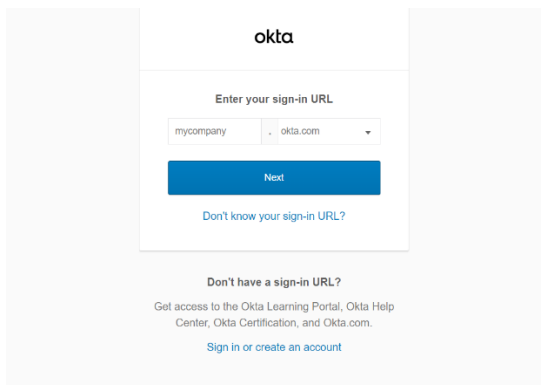 okta
Enter your sign-in URL
mycompany . okta.com
Next
Don't know your sign-in URL?
Don't have a sign-in URL?
Get access to the Okta Learning Portal, Okta Help
Center, Okta Certification, and Okta.com.
Sign in or create an account